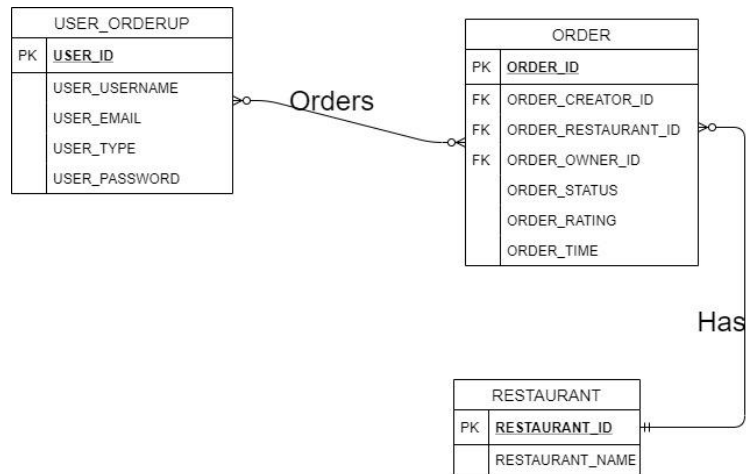 USER_ORDERUP
PK USER_ID
USER_USERNAME
USER_EMAIL
USER_TYPE
USER_PASSWORD
Orders
ORDER
PK ORDER_ID
FK ORDER_CREATOR_ID
FK ORDER_RESTAURANT_ID
FK ORDER_OWNER_ID
ORDER_STATUS
ORDER_RATING
ORDER_TIME
Has
RESTAURANT
PK RESTAURANT_ID
RESTAURANT_NAME